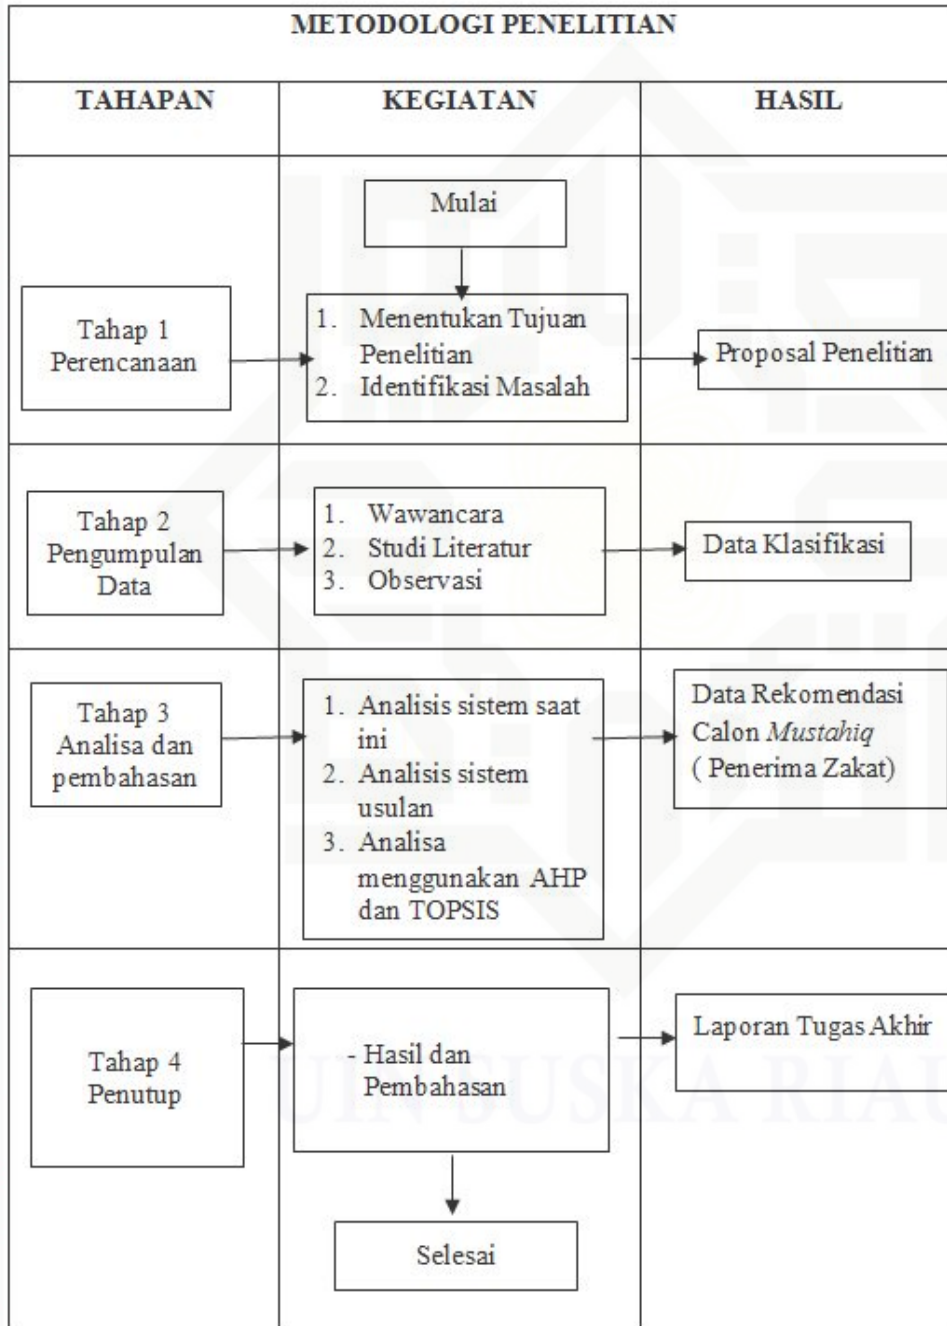 METODOLOGI PENELITIAN
TAHAPAN
KEGIATAN
HASIL
Mulai
Tahap 1
Perencanaan
1. Menentukan Tujuan
Penelitian
2. Identifikasi Masalah
Proposal Penelitian
Tahap 2
Pengumpulan
Data
1. Wawancara
2. Studi Literatur
3. Observasi
Data Klasifikasi
Tahap 3
Analisa dan
pembahasan
1. Analisis sistem saat
ini
2. Analisis sistem
usulan
3. Analisa
menggunakan AHP
dan TOPSIS
Data Rekomendasi
Calon Mustahiq
( Penerima Zakat)
Tahap 4
Penutup
- Hasil dan
Pembahasan
Laporan Tugas Akhir
UIN SUSKA RIAU
Selesai